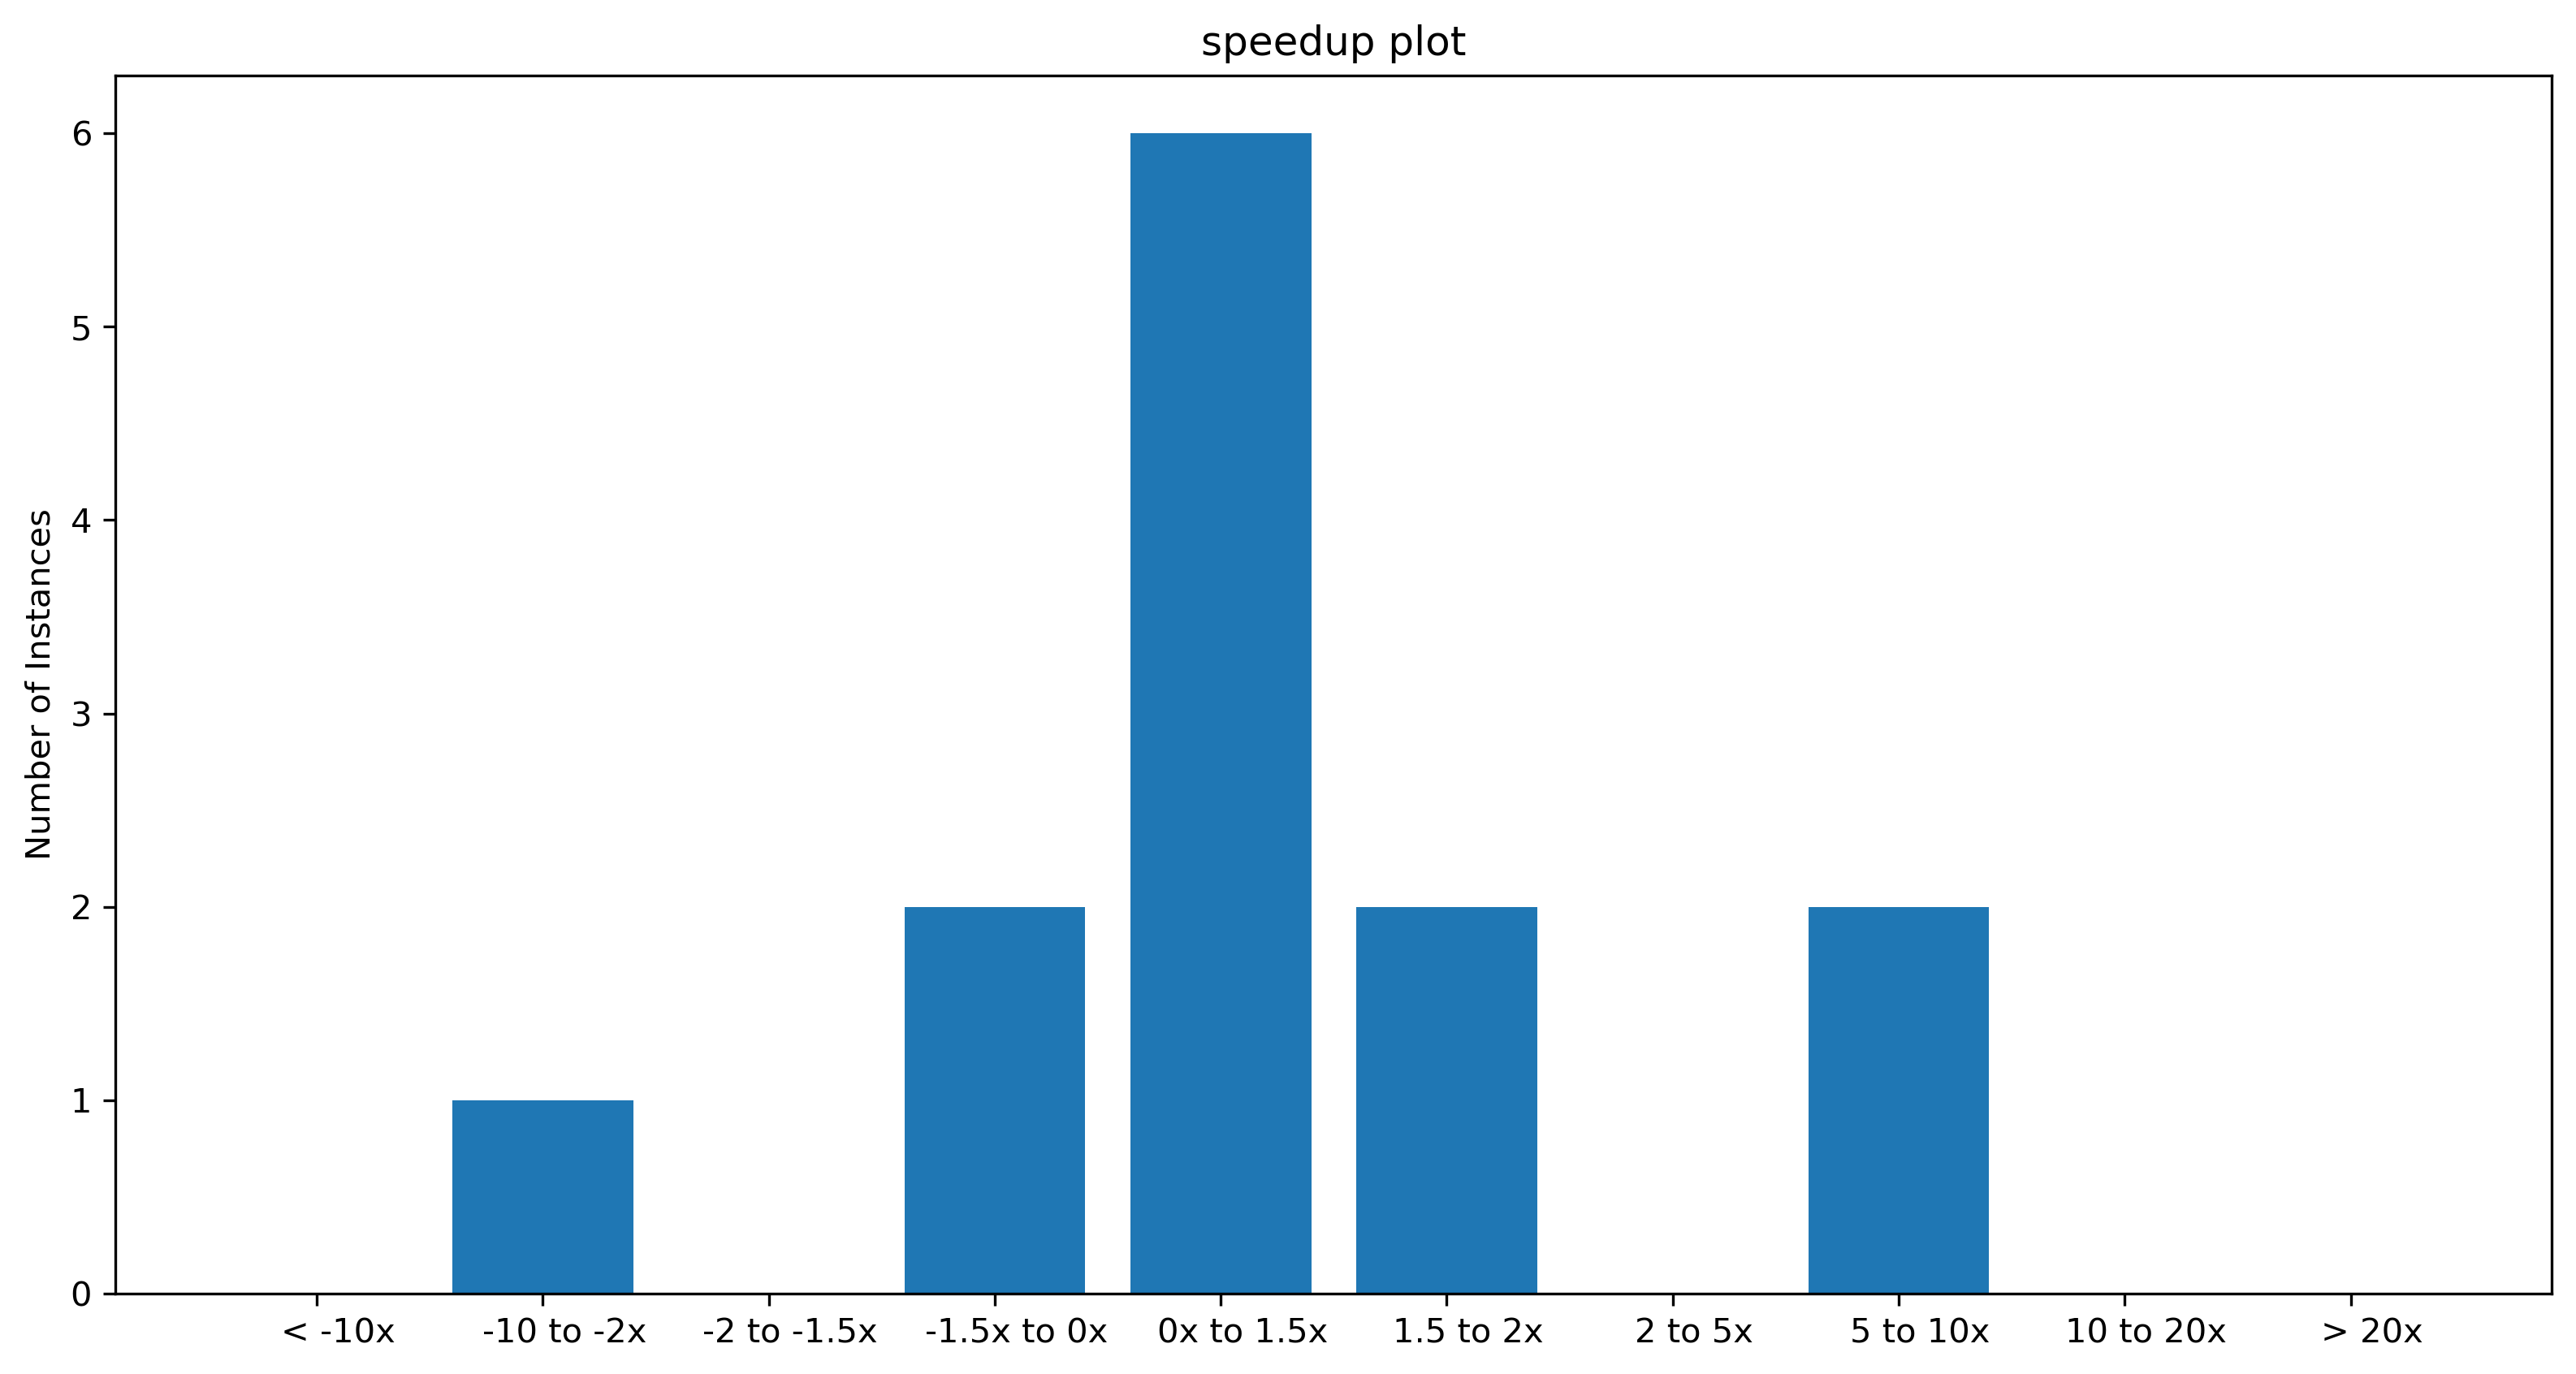 speedup plot
Number of Instances
6
5
4
3
2
1
0
< -10x
-10 to -2x
-2 to -1.5x
-1.5x to 0x
0x to 1.5x
1.5 to 2x
2 to 5x
5 to 10x
10 to 20x
> 20x